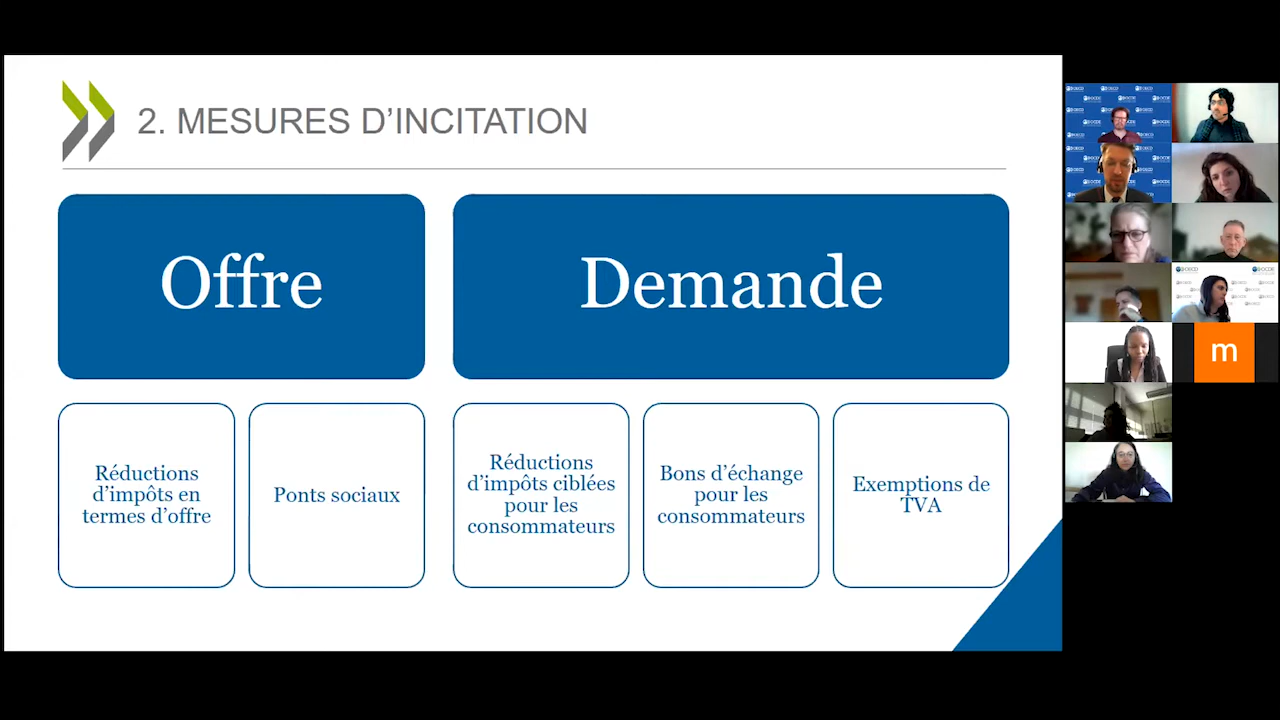 2. MESURES D’INCITATION
Offre
Demande
Réductions
d’impôts en
termes d’offre
Ponts sociaux
Réductions
d’impôts ciblées
pour les
consommateurs
Bons d’échange
pour les
consommateurs
Exemptions de
TVA
m